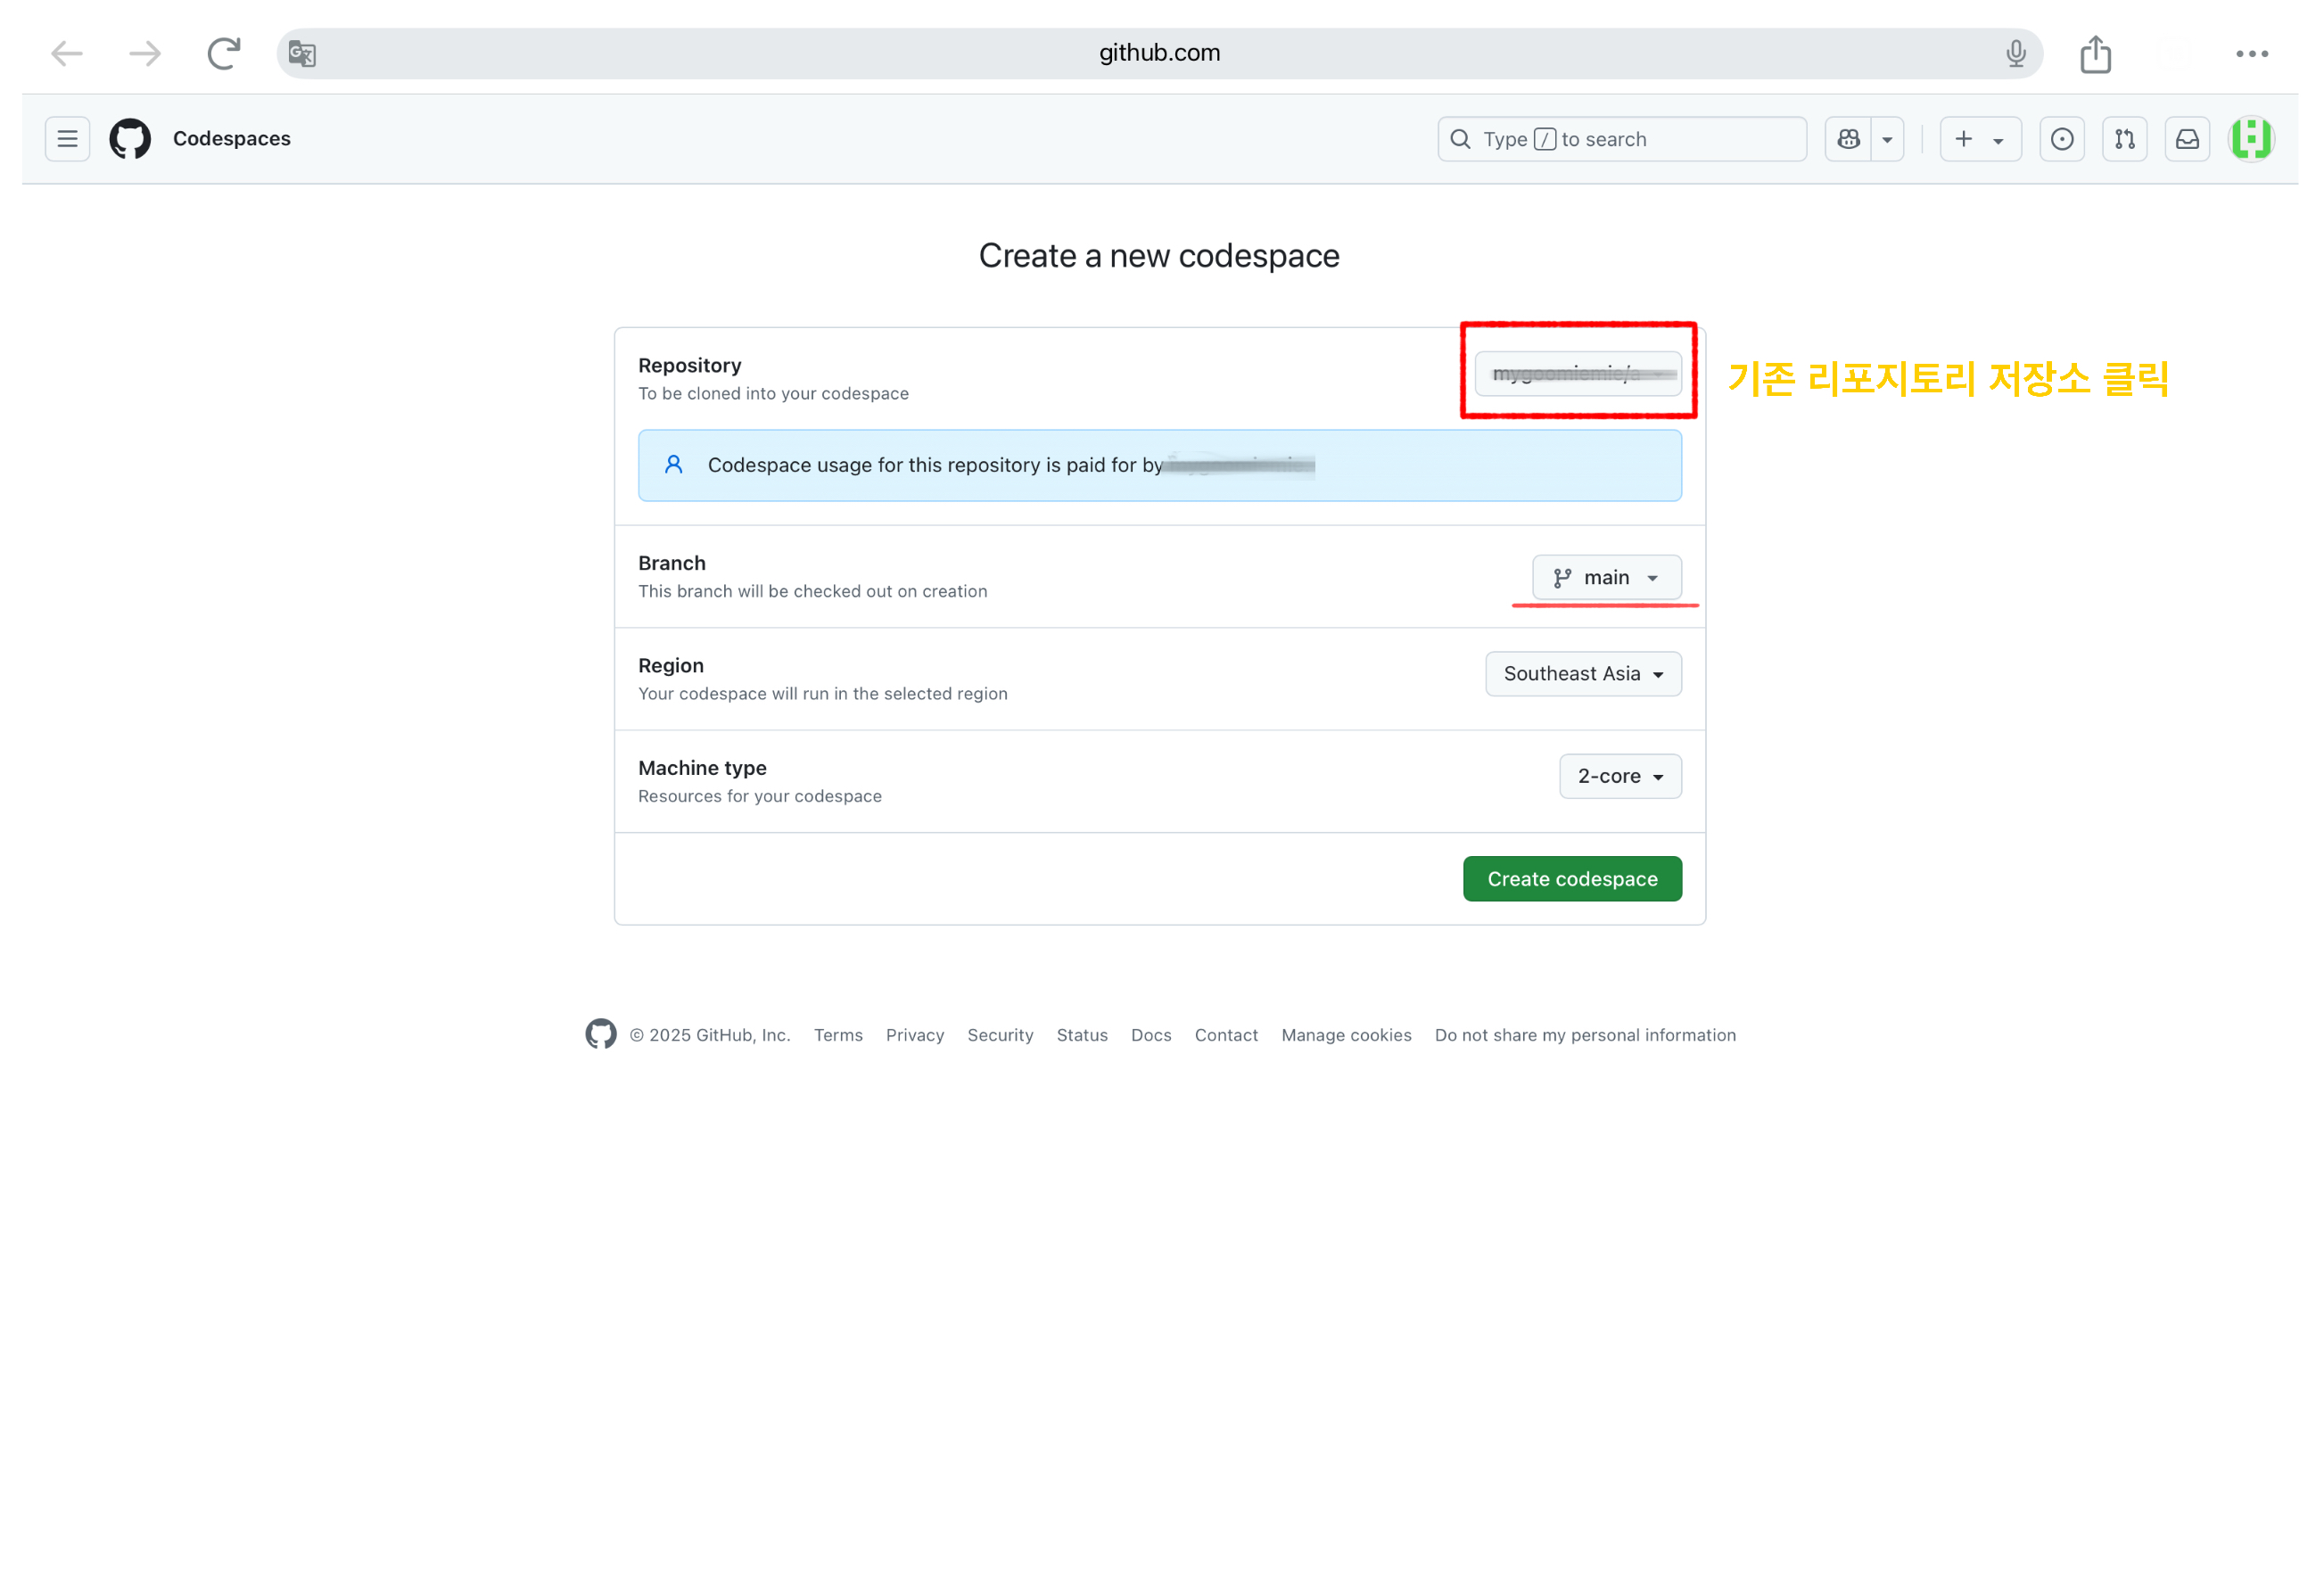 github.com
Codespaces
Type / to search
Create a new codespace
Repository
To be cloned into your codespace
기존 리포지토리 저장소 클릭
Codespace usage for this repository is paid for by
Branch
This branch will be checked out on creation
main
Region
Your codespace will run in the selected region
Southeast Asia
Machine type
Resources for your codespace
2-core
Create codespace
© 2025 GitHub, Inc. Terms Privacy Security Status Docs Contact Manage cookies Do not share my personal information